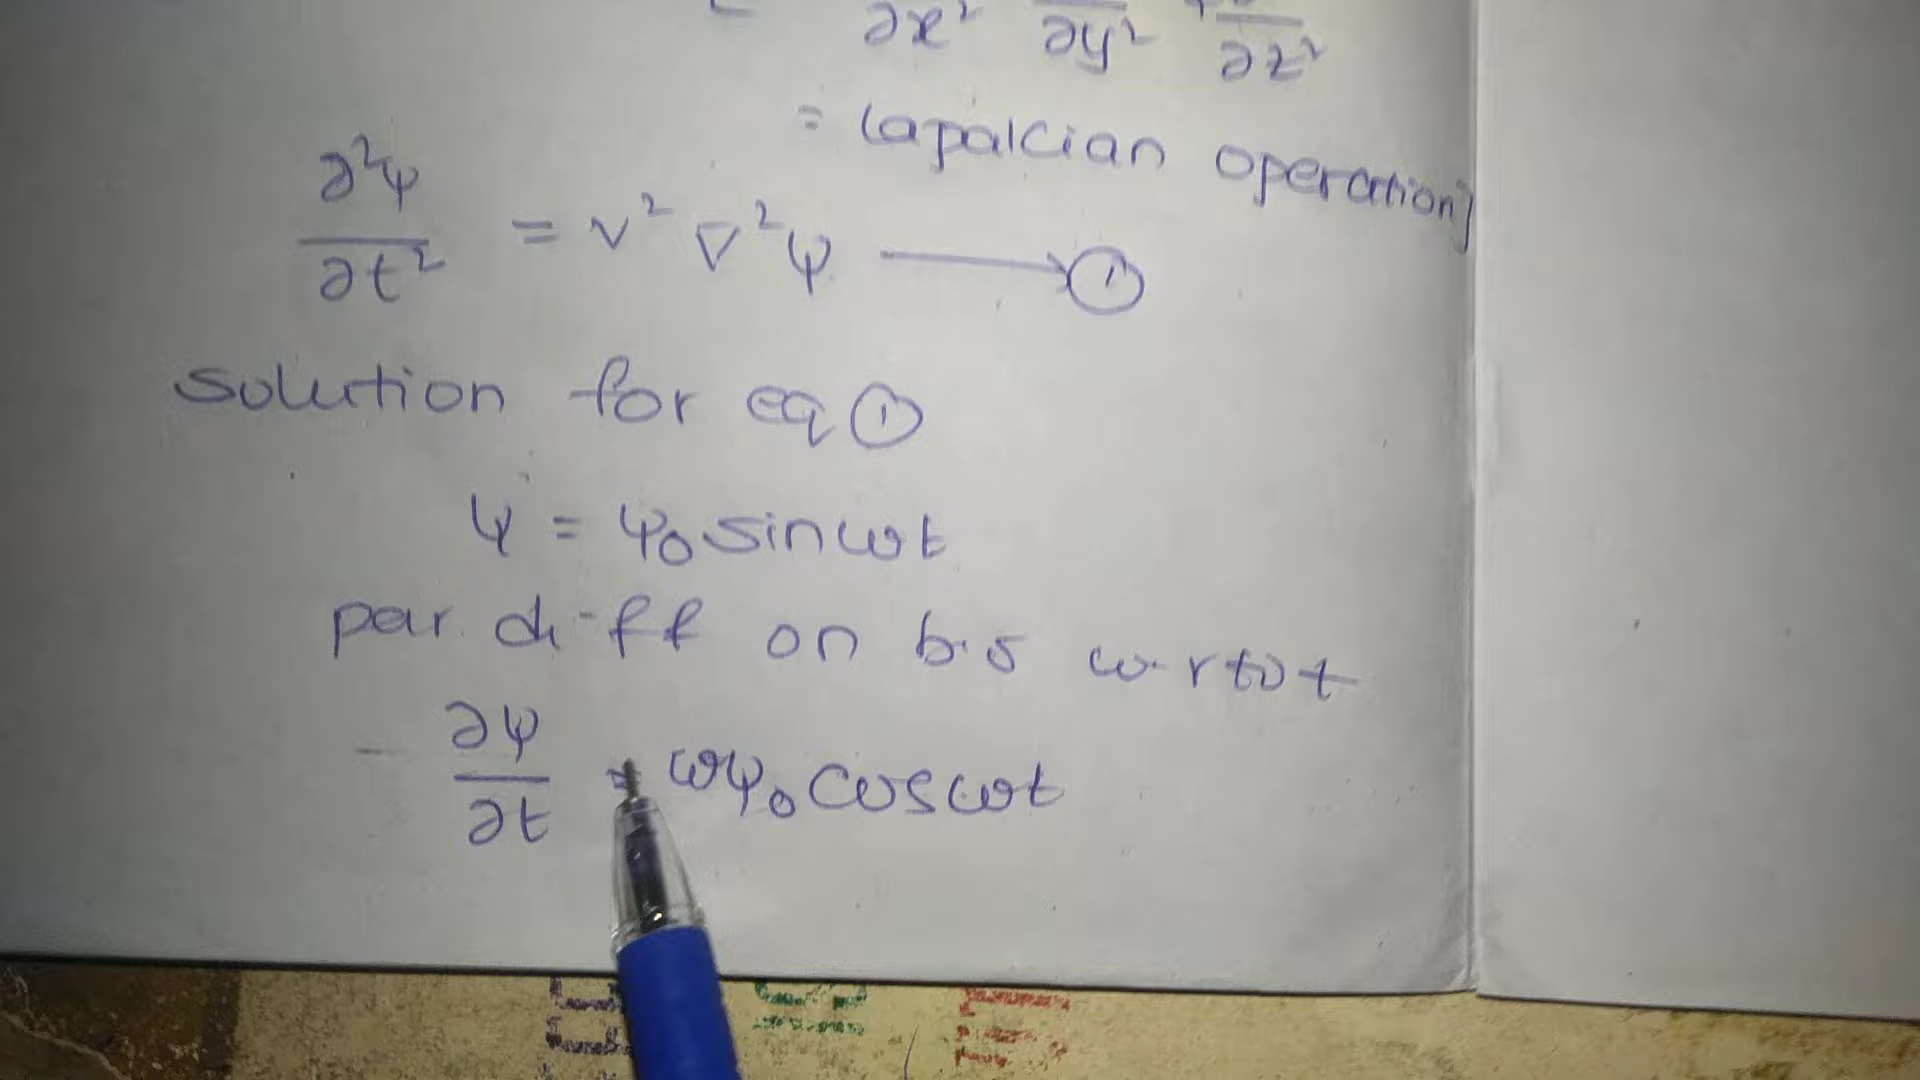 ∂x² ∂y² + ∂z²
= Lapalcian operation]
∂²ψ/∂t² = v² ∇²ψ → ①
solution for eq ①
ψ = ψ₀ sin ωt
par. diff on b.s w.r to t
∂ψ/∂t = ωψ₀ cos ωt